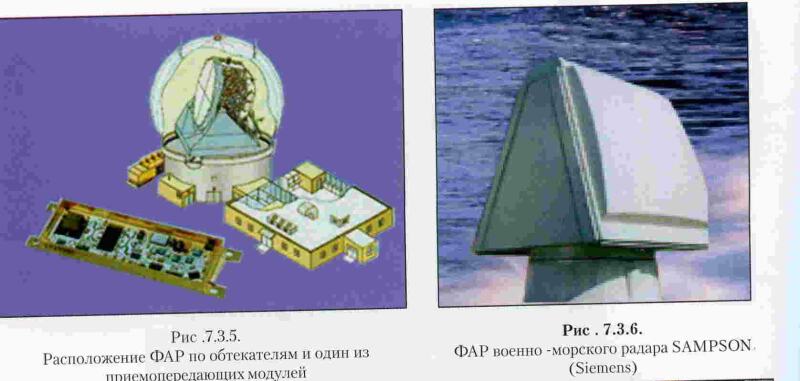 Рис .7.3.5.
Расположение ФАР по обтекателям и один из
приемопередающих модулей
Рис . 7.3.6.
ФАР военно -морского радара SAMPSON.
(Siemens)